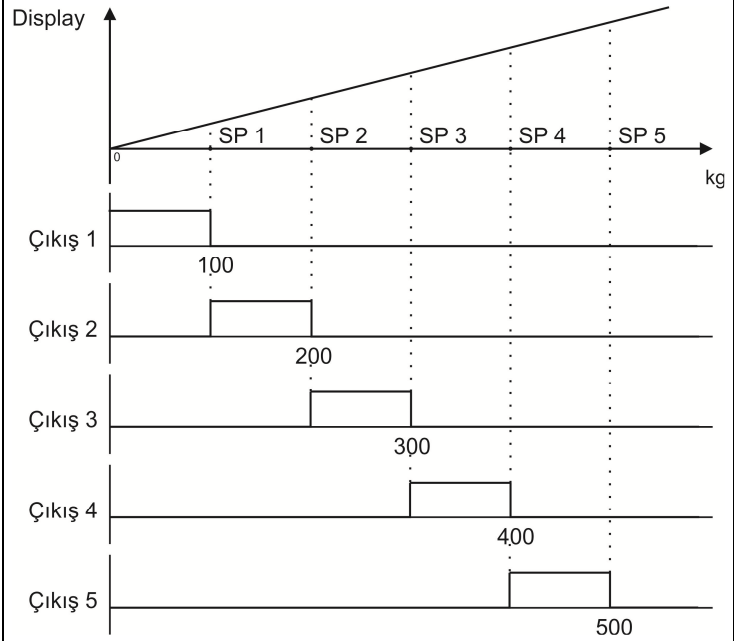 Display
SP 1 SP 2 SP 3 SP 4 SP 5
0
kg
Çıkış 1
100
Çıkış 2
200
Çıkış 3
300
Çıkış 4
400
Çıkış 5
500